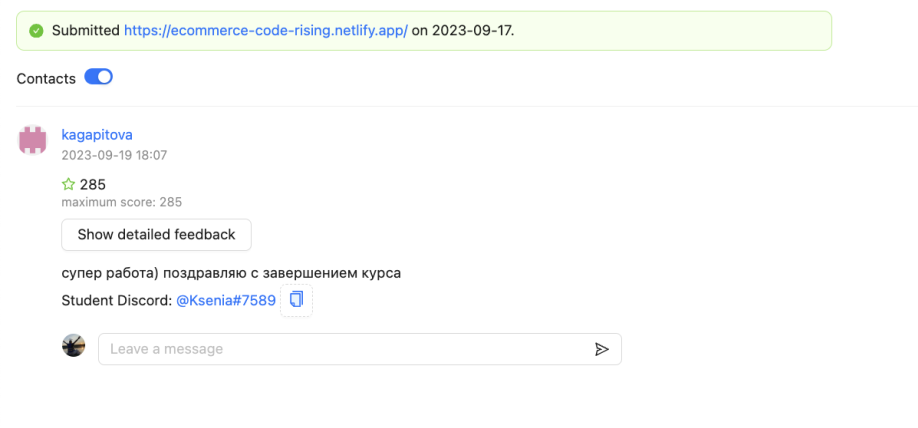 Submitted https://ecommerce-code-rising.netlify.app/ on 2023-09-17.
Contacts
kagapitova
2023-09-19 18:07
285
maximum score: 285
Show detailed feedback
супер работа) поздравляю с завершением курса
Student Discord: @Ksenia#7589
Leave a message